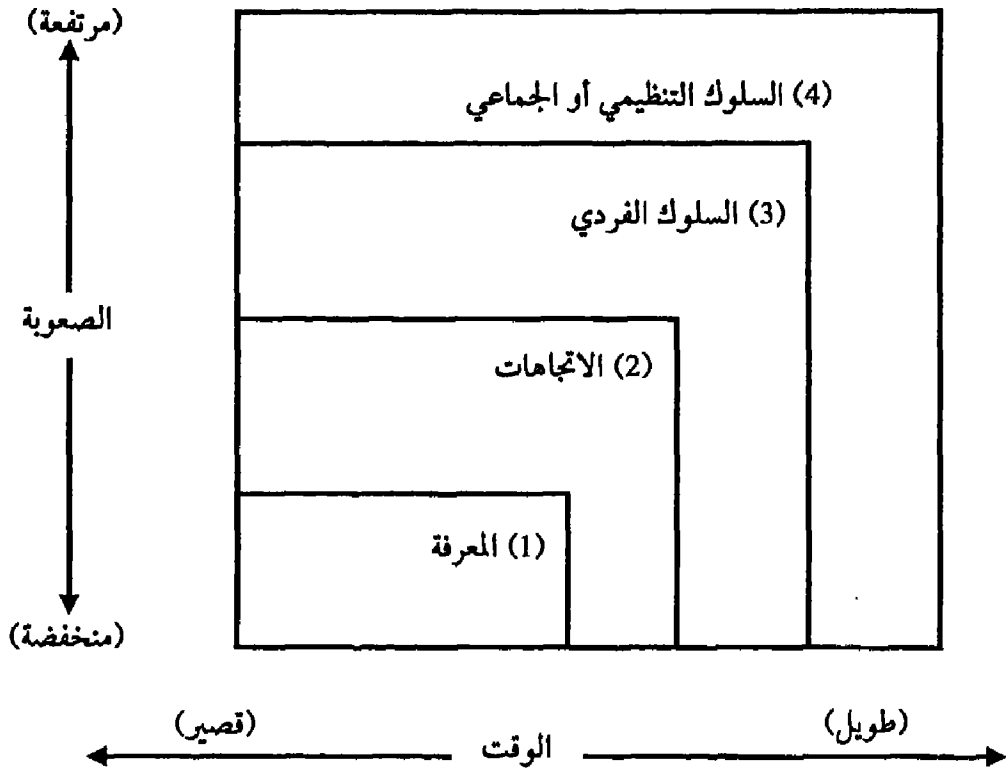 (مرتفعة)
(4) السلوك التنظيمي أو الجماعي
(3) السلوك الفردي
الصعوبة
(2) الاتجاهات
(1) المعرفة
(منخفضة)
(طويل)
(قصير)
الوقت